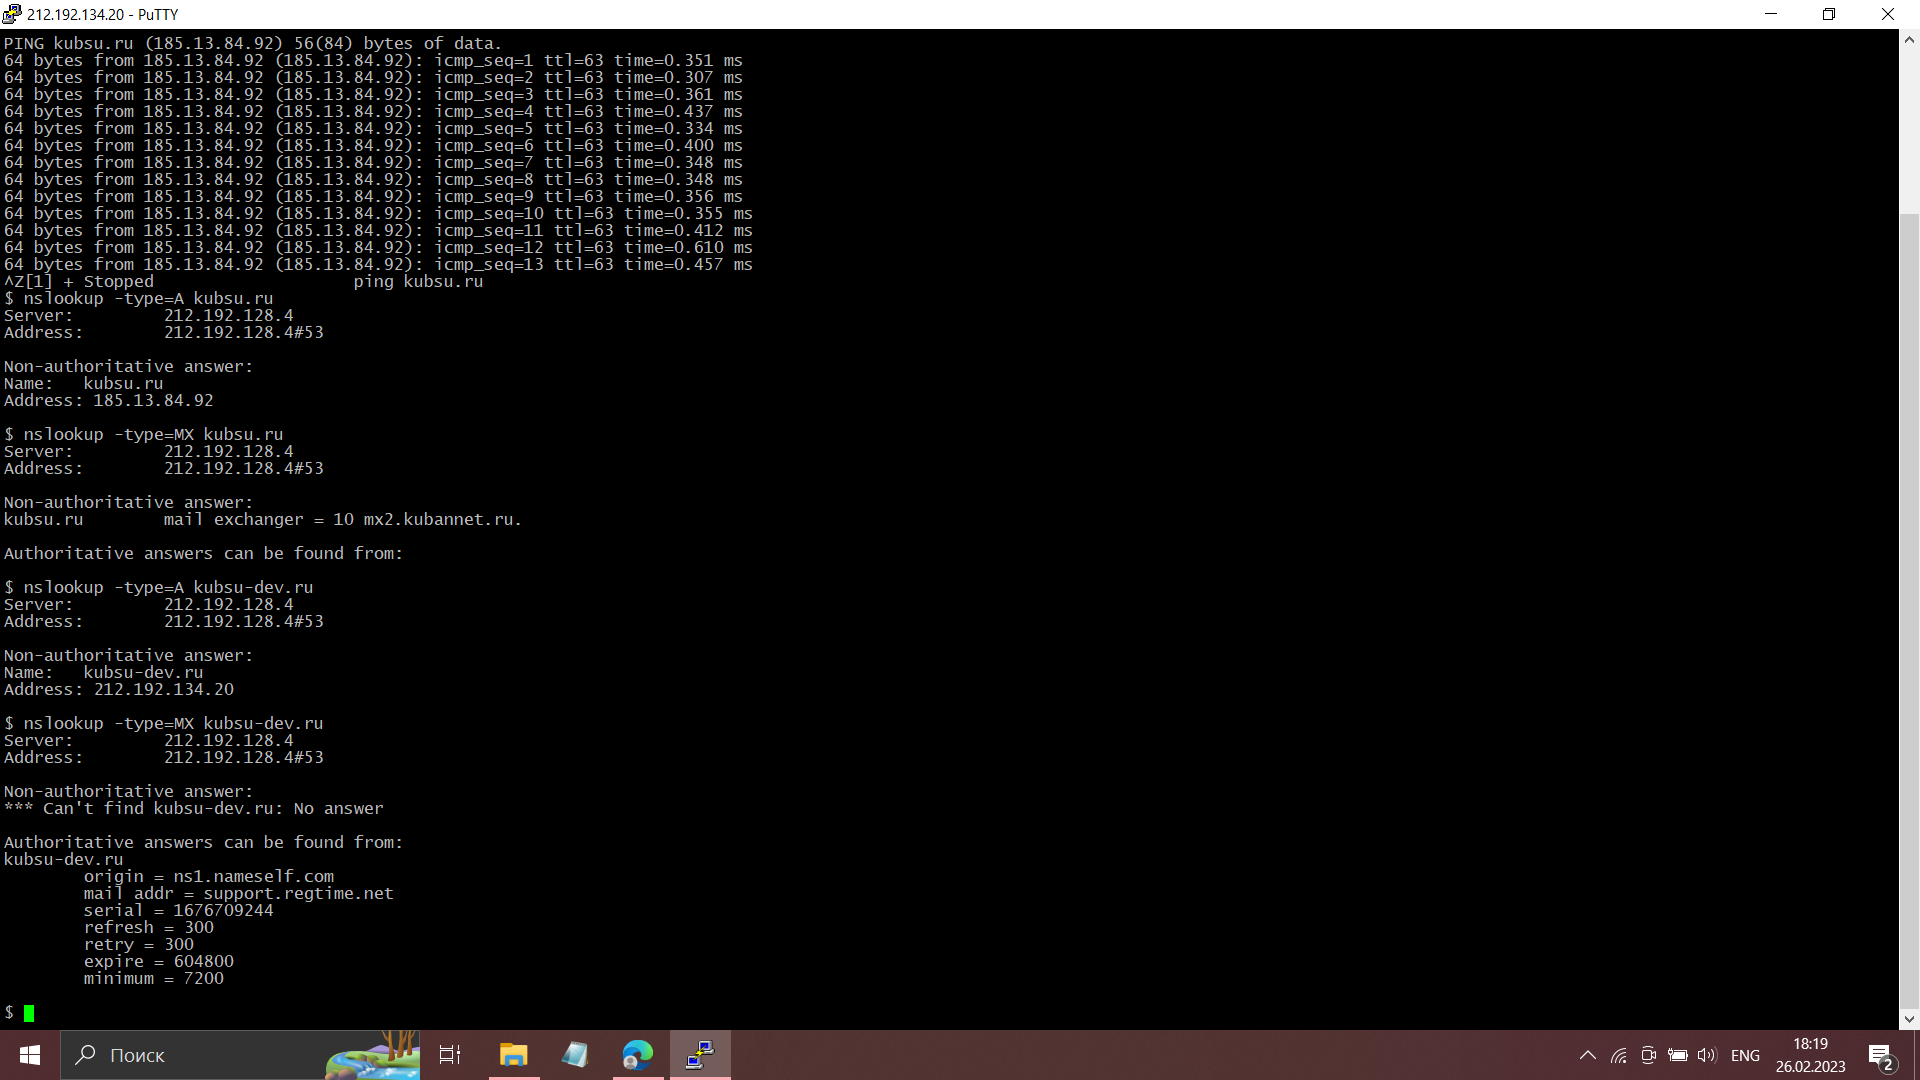 212.192.134.20 - PuTTY
PING kubsu.ru (185.13.84.92) 56(84) bytes of data.
64 bytes from 185.13.84.92 (185.13.84.92): icmp_seq=1 ttl=63 time=0.351 ms
64 bytes from 185.13.84.92 (185.13.84.92): icmp_seq=2 ttl=63 time=0.307 ms
64 bytes from 185.13.84.92 (185.13.84.92): icmp_seq=3 ttl=63 time=0.361 ms
64 bytes from 185.13.84.92 (185.13.84.92): icmp_seq=4 ttl=63 time=0.437 ms
64 bytes from 185.13.84.92 (185.13.84.92): icmp_seq=5 ttl=63 time=0.334 ms
64 bytes from 185.13.84.92 (185.13.84.92): icmp_seq=6 ttl=63 time=0.400 ms
64 bytes from 185.13.84.92 (185.13.84.92): icmp_seq=7 ttl=63 time=0.348 ms
64 bytes from 185.13.84.92 (185.13.84.92): icmp_seq=8 ttl=63 time=0.348 ms
64 bytes from 185.13.84.92 (185.13.84.92): icmp_seq=9 ttl=63 time=0.356 ms
64 bytes from 185.13.84.92 (185.13.84.92): icmp_seq=10 ttl=63 time=0.355 ms
64 bytes from 185.13.84.92 (185.13.84.92): icmp_seq=11 ttl=63 time=0.412 ms
64 bytes from 185.13.84.92 (185.13.84.92): icmp_seq=12 ttl=63 time=0.610 ms
64 bytes from 185.13.84.92 (185.13.84.92): icmp_seq=13 ttl=63 time=0.457 ms
^Z[1] + Stopped                    ping kubsu.ru
$ nslookup -type=A kubsu.ru
Server:         212.192.128.4
Address:        212.192.128.4#53
Non-authoritative answer:
Name:   kubsu.ru
Address: 185.13.84.92
$ nslookup -type=MX kubsu.ru
Server:         212.192.128.4
Address:        212.192.128.4#53
Non-authoritative answer:
kubsu.ru        mail exchanger = 10 mx2.kubannet.ru.
Authoritative answers can be found from:
$ nslookup -type=A kubsu-dev.ru
Server:         212.192.128.4
Address:        212.192.128.4#53
Non-authoritative answer:
Name:   kubsu-dev.ru
Address: 212.192.134.20
$ nslookup -type=MX kubsu-dev.ru
Server:         212.192.128.4
Address:        212.192.128.4#53
Non-authoritative answer:
*** Can't find kubsu-dev.ru: No answer
Authoritative answers can be found from:
kubsu-dev.ru
        origin = ns1.nameself.com
        mail addr = support.regtime.net
        serial = 1676709244
        refresh = 300
        retry = 300
        expire = 604800
        minimum = 7200
$
Поиск
ENG
18:19
26.02.2023
2